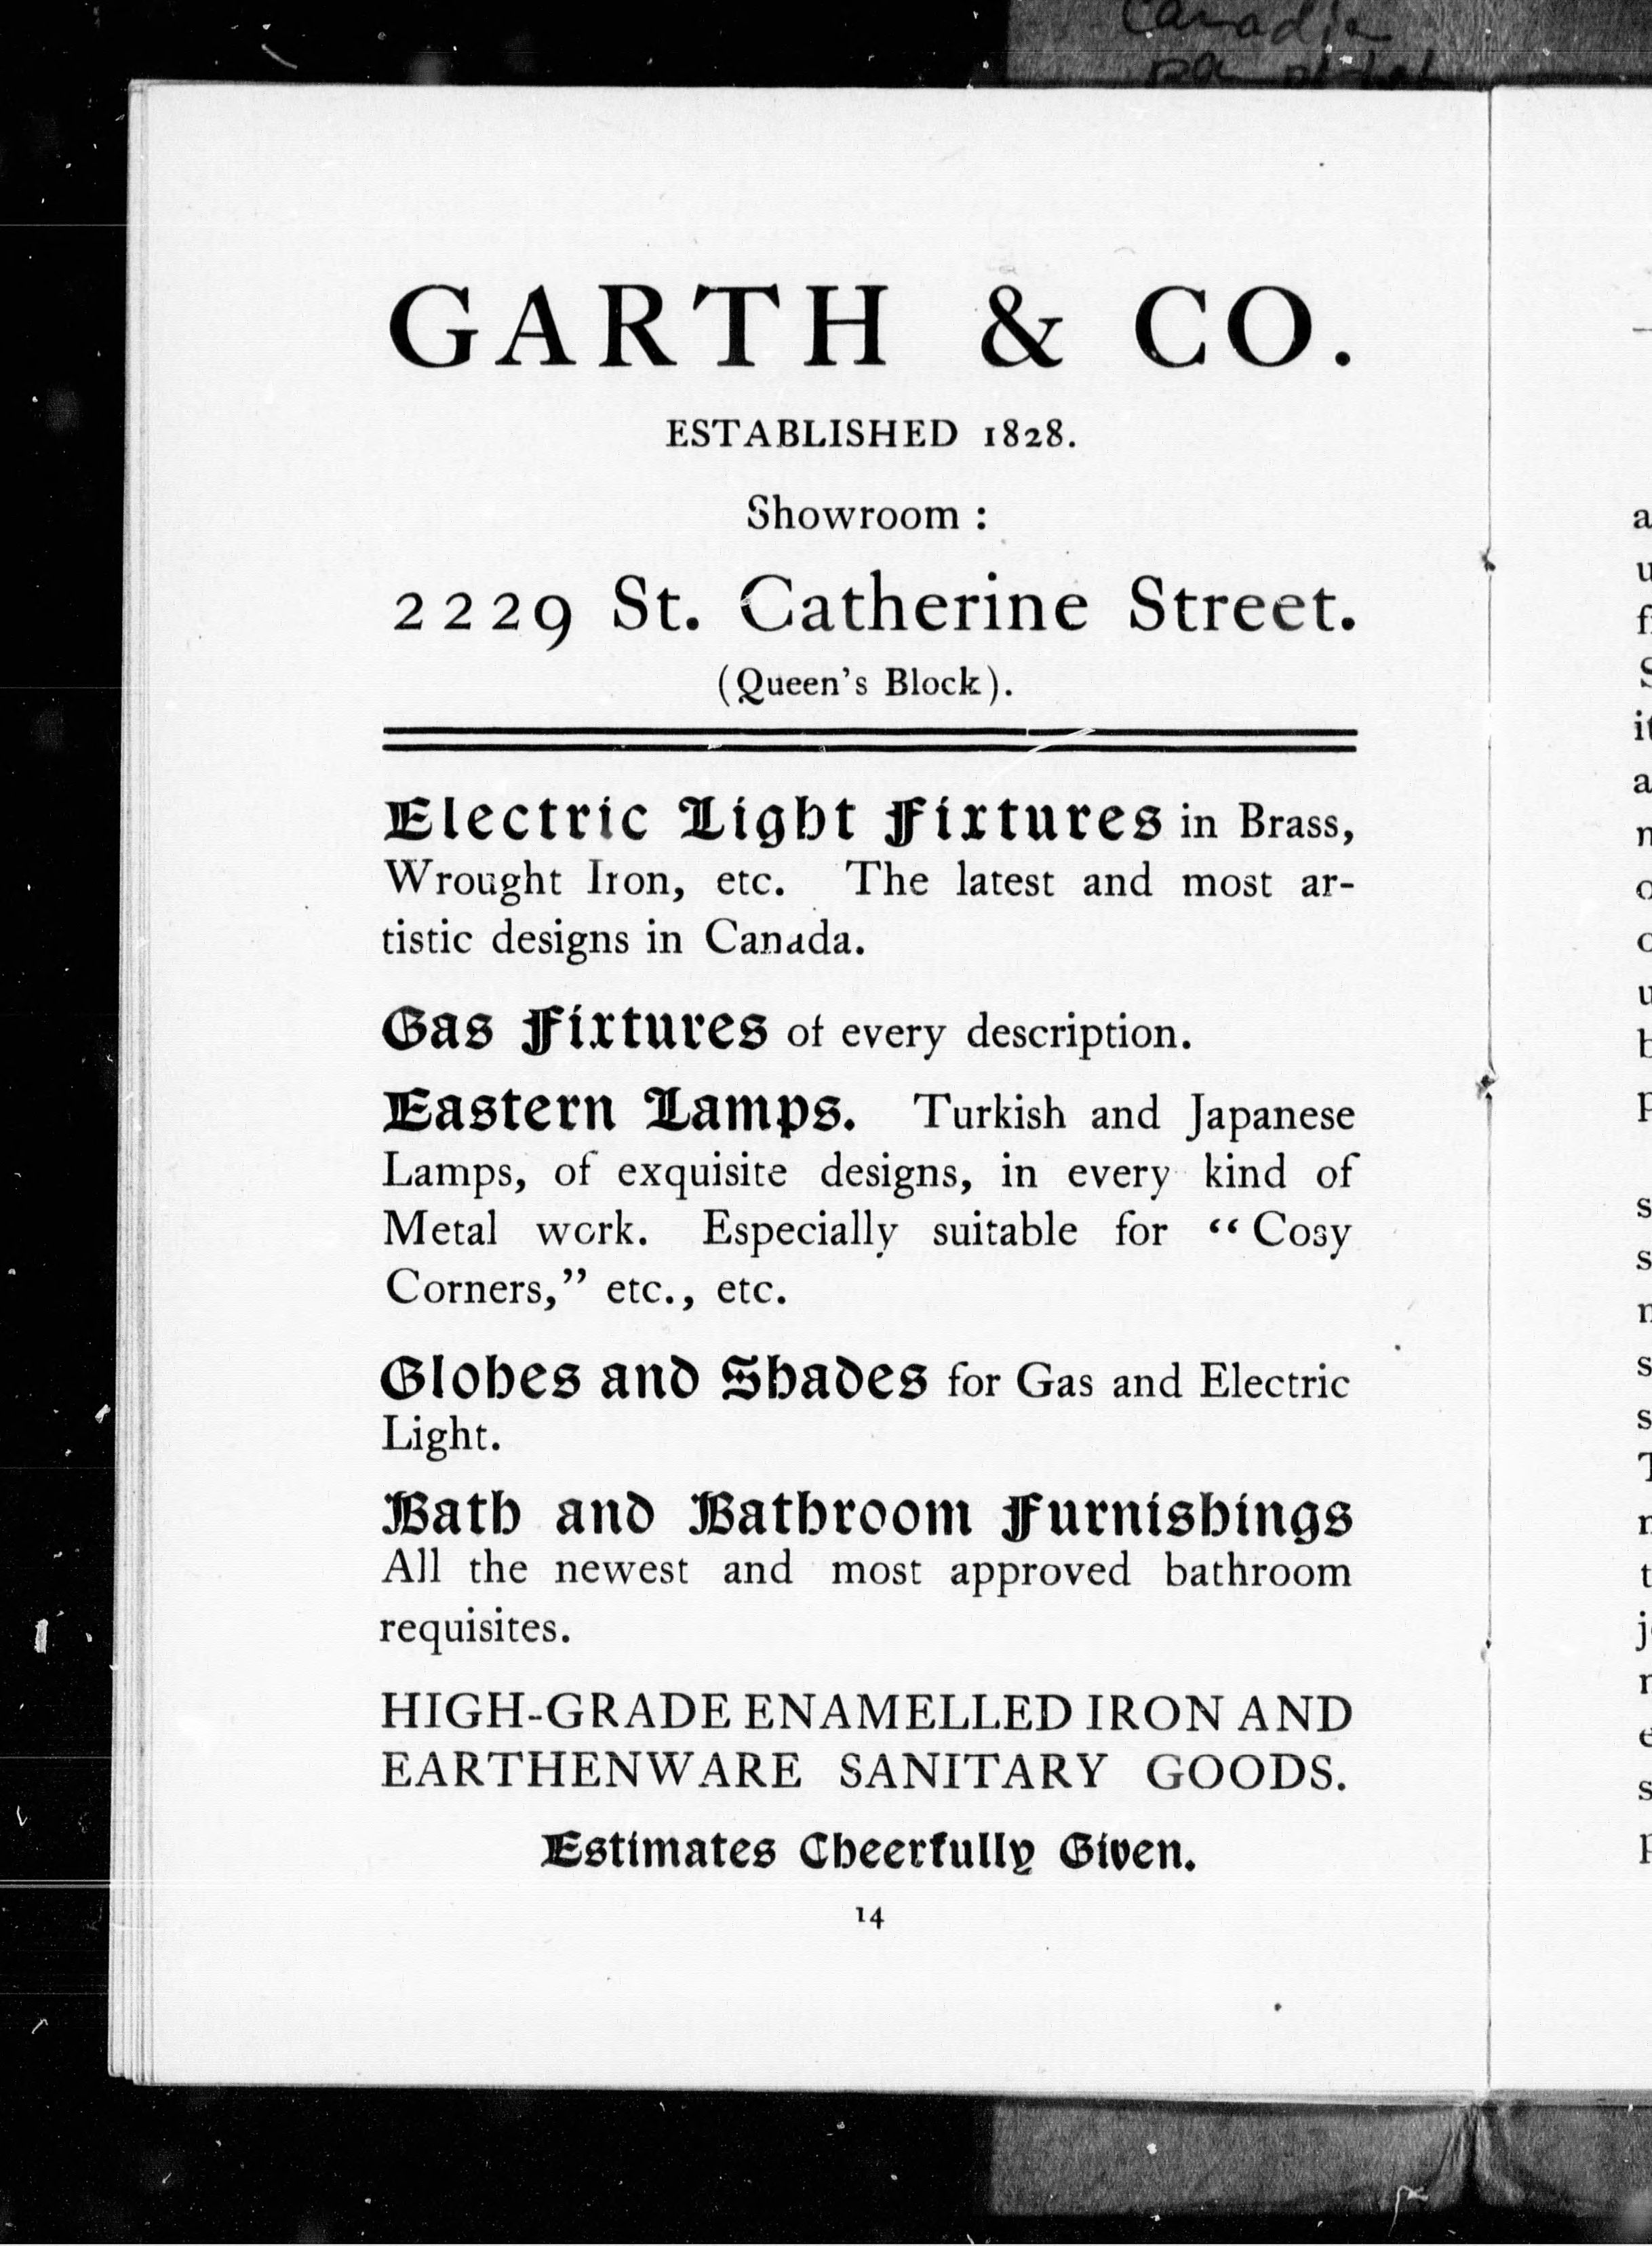 Canadia
GARTH & CO.
ESTABLISHED 1828.
Showroom :
2229 St. Catherine Street.
(Queen's Block).
Electric Light Fixtures in Brass,
Wrought Iron, etc. The latest and most ar-
tistic designs in Canada.
Gas Fixtures of every description.
Eastern Lamps. Turkish and Japanese
Lamps, of exquisite designs, in every kind of
Metal work. Especially suitable for “Cosy
Corners,” etc., etc.
Globes and Shades for Gas and Electric
Light.
Bath and Bathroom Furnishings
All the newest and most approved bathroom
requisites.
HIGH-GRADE ENAMELLED IRON AND
EARTHENWARE SANITARY GOODS.
Estimates Cheerfully Given.
14